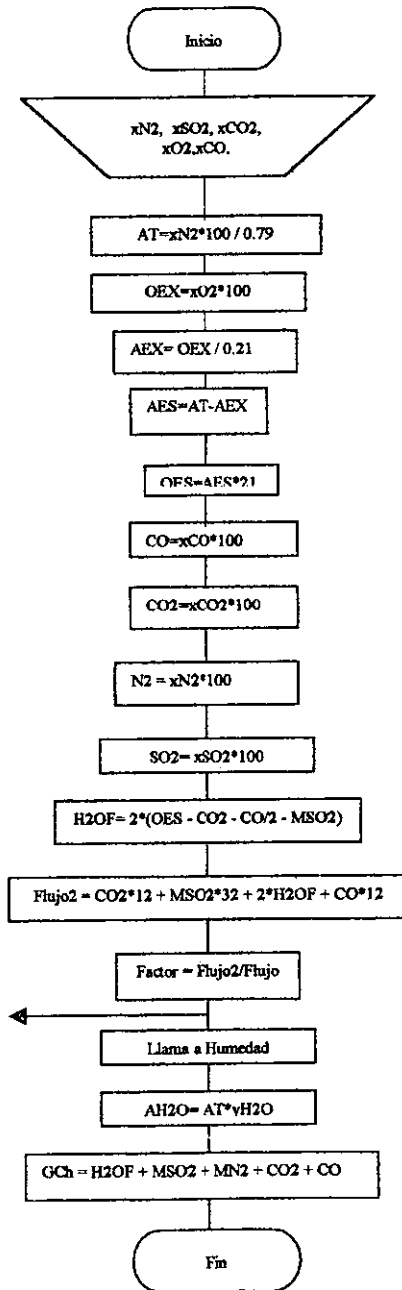 Inicio
xN2, xSO2, xCO2,
xO2,xCO.
AT=xN2*100 / 0.79
OEX=xO2*100
AEX= OEX / 0.21
AES=AT-AEX
OES=AES*21
CO=xCO*100
CO2=xCO2*100
N2 = xN2*100
SO2= xSO2*100
H2OF= 2*(OES - CO2 - CO/2 - MSO2)
Flujo2 = CO2*12 + MSO2*32 + 2*H2OF + CO*12
Factor = Flujo2/Flujo
Llama a Humedad
AH2O= AT*yH2O
GCh = H2OF + MSO2 + MN2 + CO2 + CO
Fin